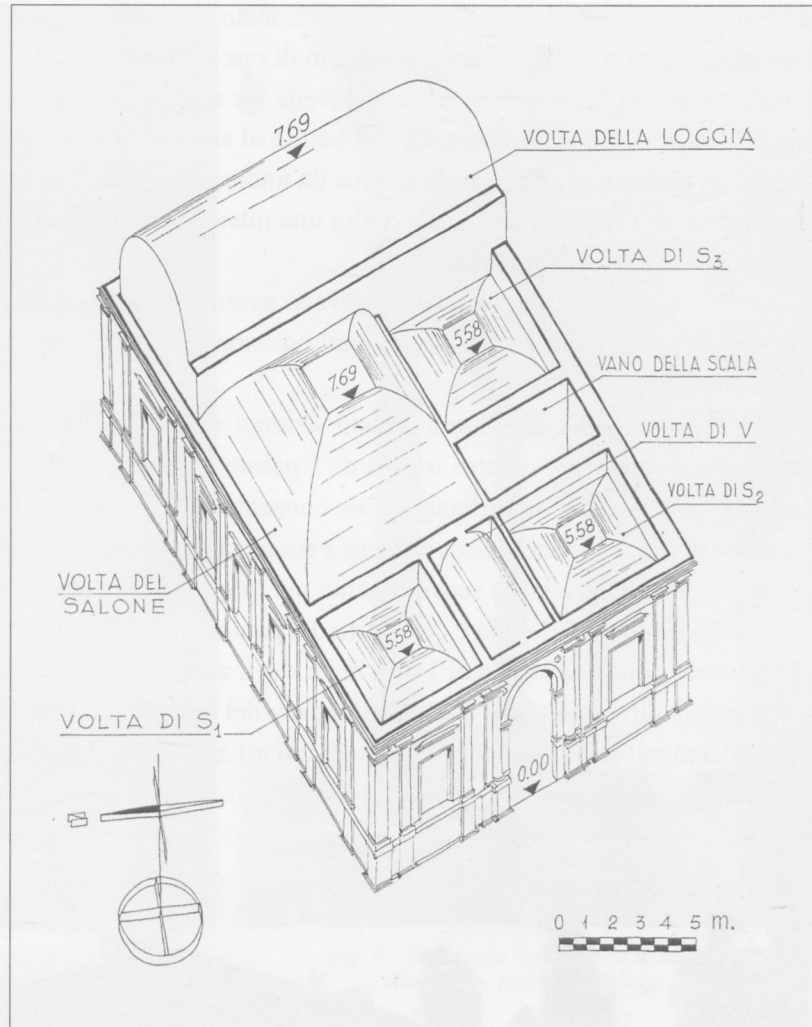 7.69
VOLTA DELLA LOGGIA
VOLTA DI S3
5.58
7.69
VANO DELLA SCALA
VOLTA DI V
VOLTA DI S2
5.58
VOLTA DEL
SALONE
5.58
VOLTA DI S1
0.00
0 1 2 3 4 5 m.